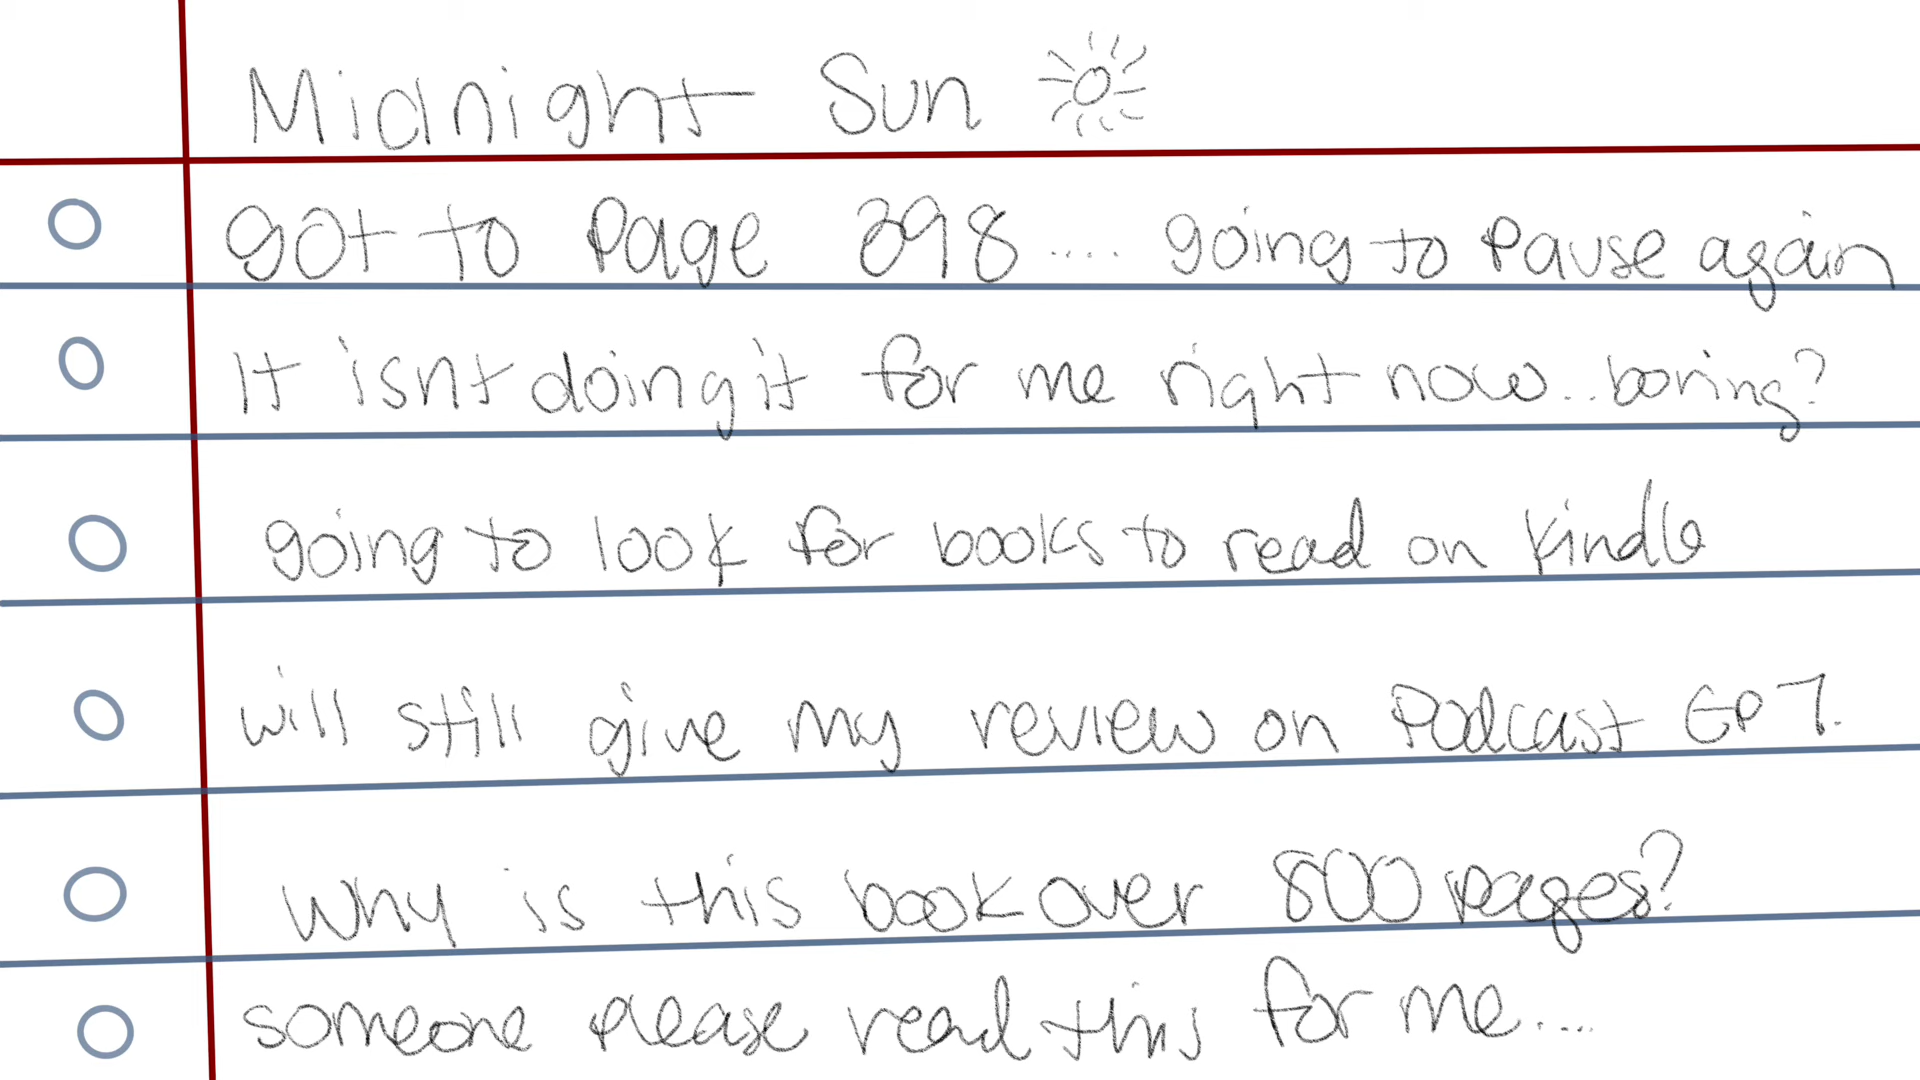 Midnight Sun
got to page 398.... going to pause again
It isnt doing it for me right now... boring?
going to look for books to read on kindle
will still give my review on Podcast EP 7.
Why is this book over 800 pages?
someone please read this for me....